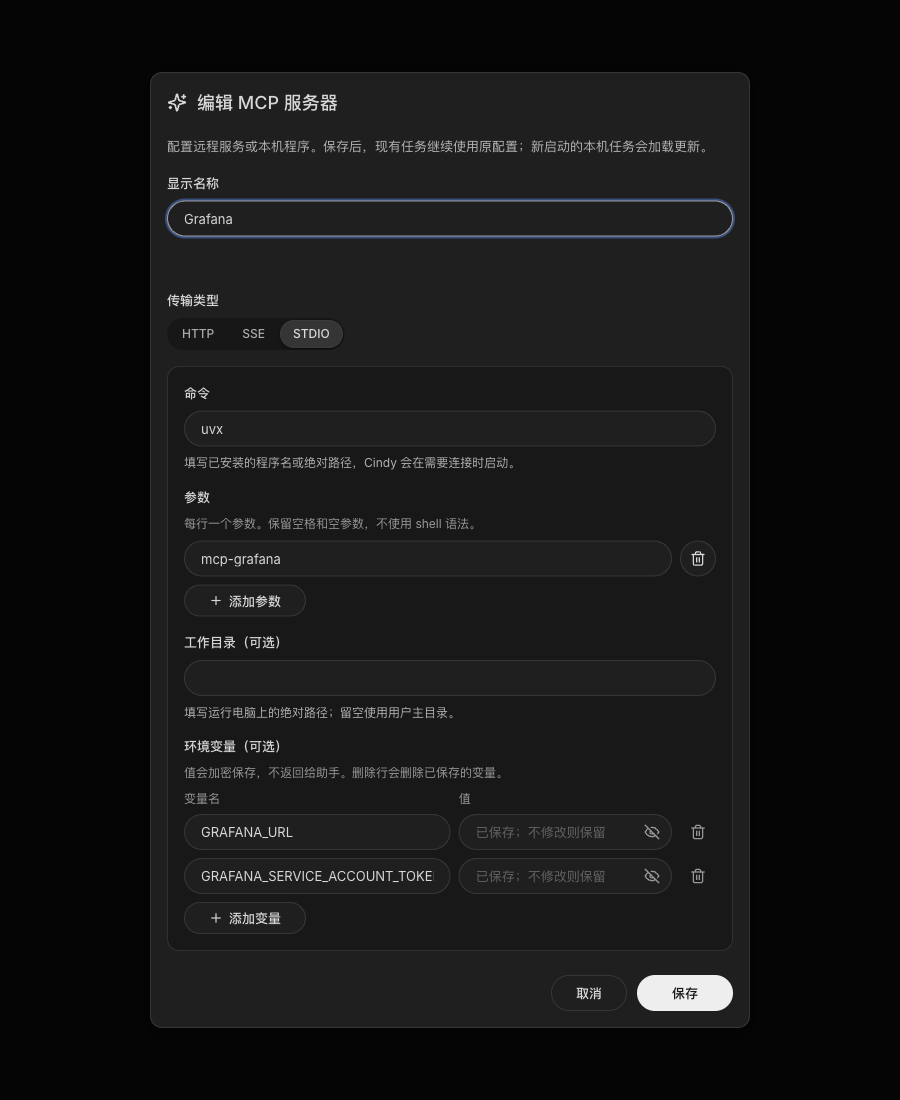 编辑 MCP 服务器
配置远程服务或本机程序。保存后，现有任务继续使用原配置；新启动的本机任务会加载更新。
显示名称
Grafana
传输类型
HTTP SSE STDIO
命令
uvx
填写已安装的程序名或绝对路径，Cindy 会在需要连接时启动。
参数
每行一个参数。保留空格和空参数，不使用 shell 语法。
mcp-grafana
添加参数
工作目录（可选）
填写运行电脑上的绝对路径；留空使用用户主目录。
环境变量（可选）
值会加密保存，不返回给助手。删除行会删除已保存的变量。
变量名 值
GRAFANA_URL 已保存；不修改则保留
GRAFANA_SERVICE_ACCOUNT_TOKE 已保存；不修改则保留
添加变量
取消 保存